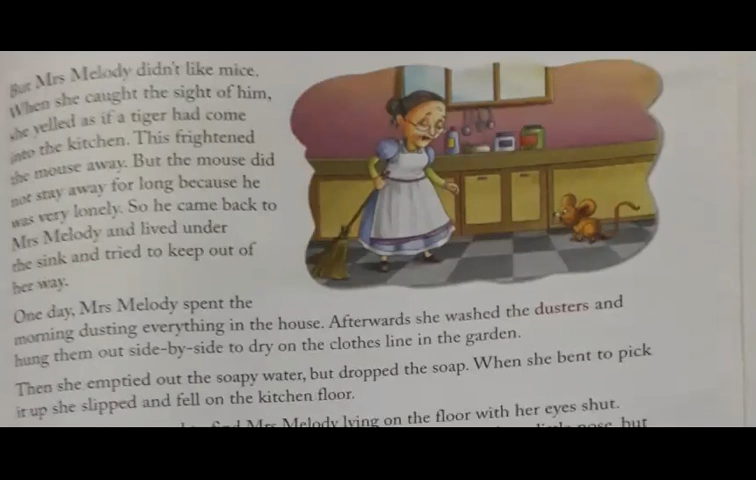 But Mrs Melody didn't like mice.
When she caught the sight of him,
she yelled as if a tiger had come
into the kitchen. This frightened
the mouse away. But the mouse did
not stay away for long because he
was very lonely. So he came back to
Mrs Melody and lived under
the sink and tried to keep out of
her way.
One day, Mrs Melody spent the
morning dusting everything in the house. Afterwards she washed the dusters and
hung them out side-by-side to dry on the clothes line in the garden.
Then she emptied out the soapy water, but dropped the soap. When she bent to pick
it up she slipped and fell on the kitchen floor.
find Mrs Melody lying on the floor with her eyes shut.
little nose, but